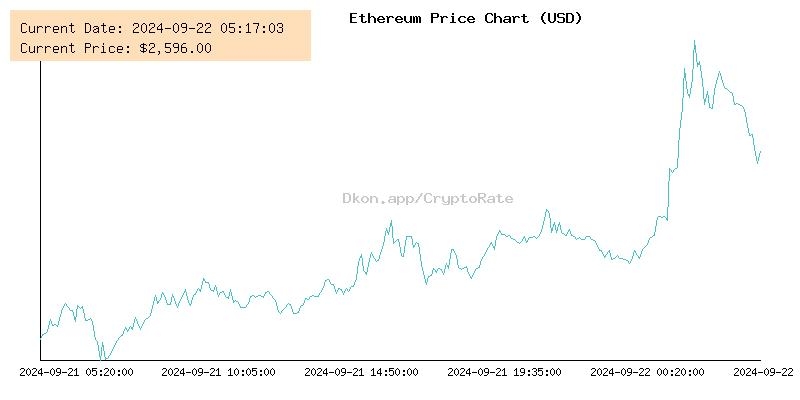 Ethereum Price Chart (USD)
Current Date: 2024-09-22 05:17:03
Current Price: $2,596.00
Dkon.app/CryptoRate
2024-09-21 05:20:00
2024-09-21 10:05:00
2024-09-21 14:50:00
2024-09-21 19:35:00
2024-09-22 00:20:00
2024-09-22